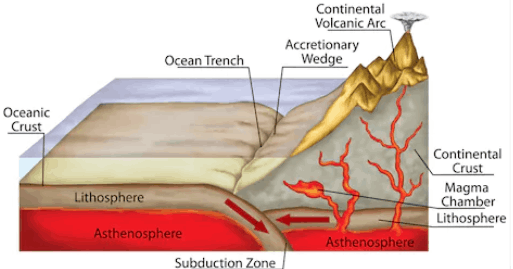 Continental
Volcanic Arc
Accretionary
Wedge
Ocean Trench
Oceanic
Crust
Continental
Crust
Magma
Chamber
Lithosphere
Lithosphere
Asthenosphere
Asthenosphere
Subduction Zone